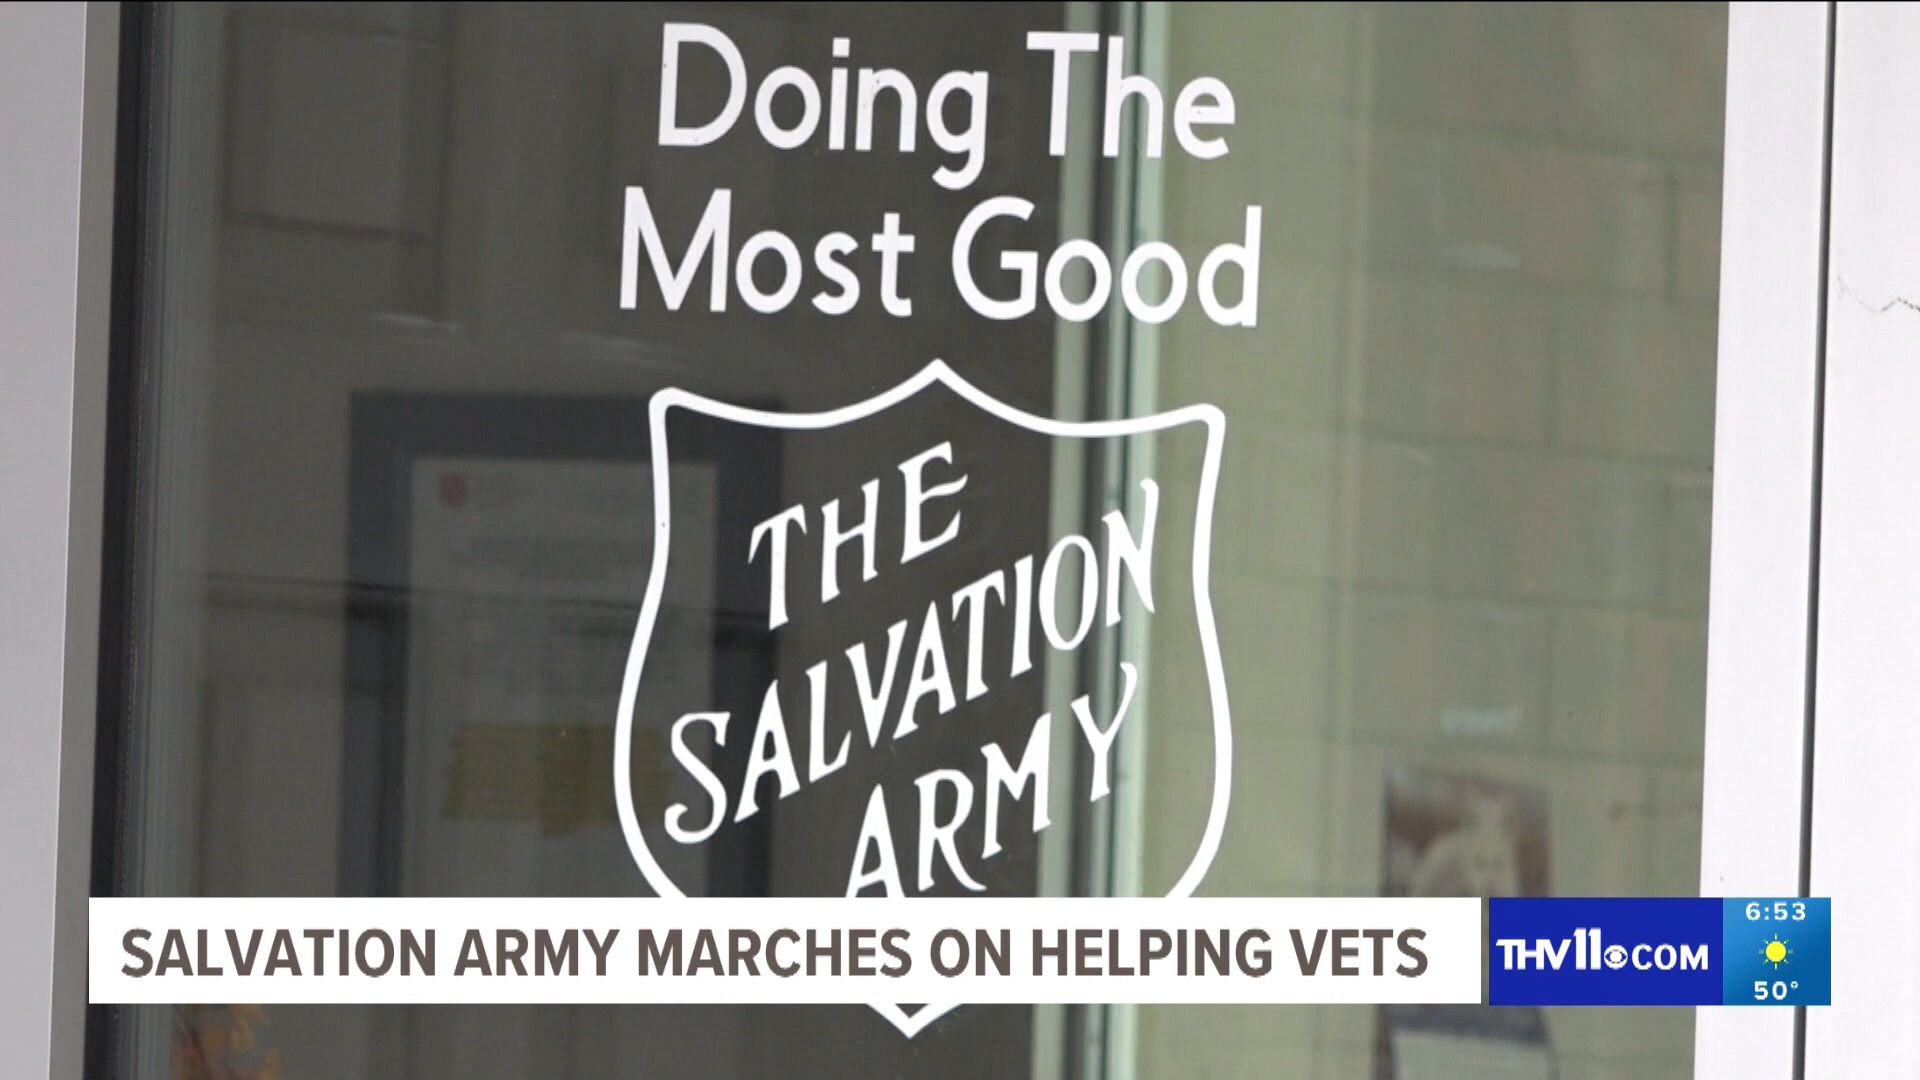 Doing The
Most Good
THE
SALVATION
ARMY
SALVATION ARMY MARCHES ON HELPING VETS
THV11.COM
6:53
50°